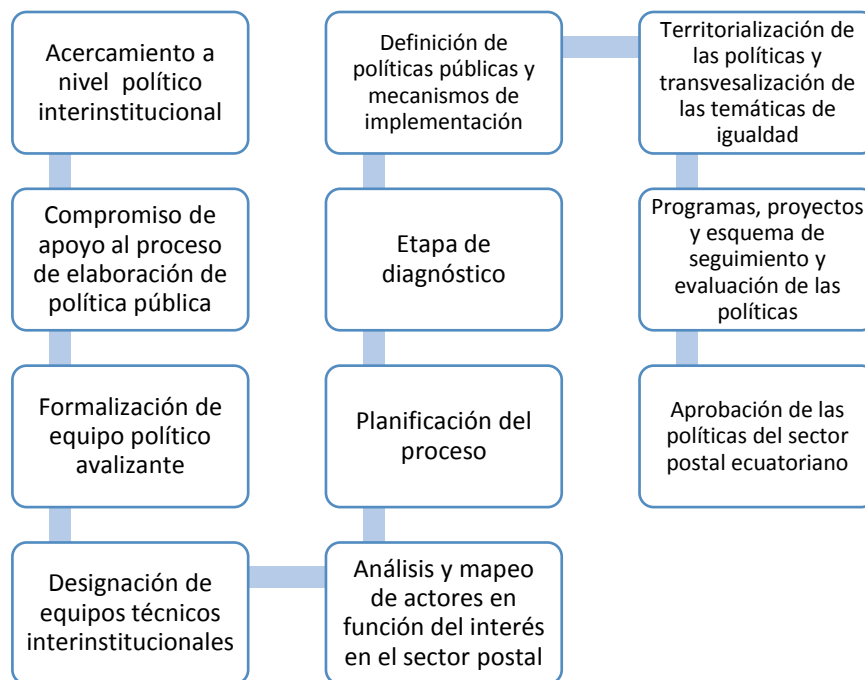 Acercamiento a
nivel político
interinstitucional
Compromiso de
apoyo al proceso
de elaboración de
política pública
Formalización de
equipo político
avalizante
Designación de
equipos técnicos
interinstitucionales
Análisis y mapeo
de actores en
función del interés
en el sector postal
Planificación del
proceso
Etapa de
diagnóstico
Definición de
políticas públicas y
mecanismos de
implementación
Territorialización de
las políticas y
transvesalización de
las temáticas de
igualdad
Programas, proyectos
y esquema de
seguimiento y
evaluación de las
políticas
Aprobación de las
políticas del sector
postal ecuatoriano